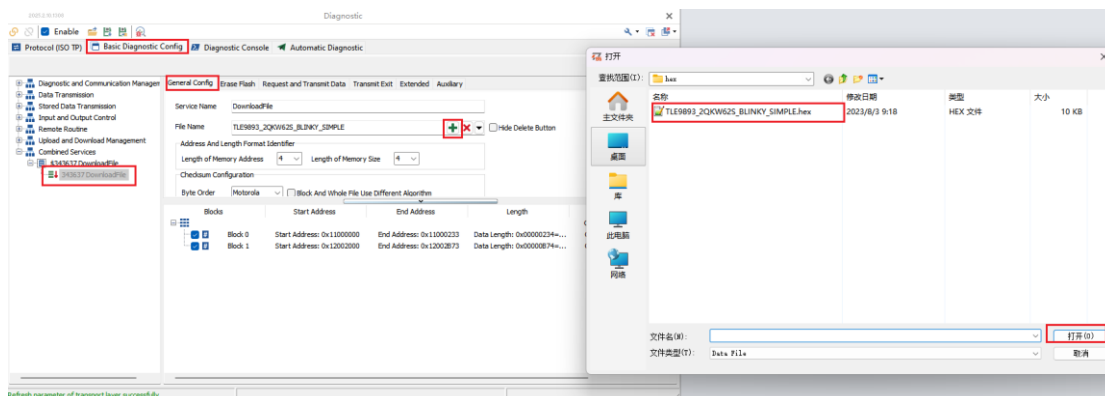 Diagnostic
Enable
Protocol (ISO TP) Basic Diagnostic Config Diagnostic Console Automatic Diagnostic
Diagnostic and Communication Managen
Data Transmission
Stored Data Transmission
Input and Output Control
Remote Routine
Upload and Download Management
Combined Services
$343637 DownloadFile
343637 DownloadFile
General Config Erase Flash Request and Transmit Data Transmit Exit Extended Auxiliary
Service Name DownloadFile
File Name TLE9893_2QKW62S_BLINKY_SIMPLE Hide Delete Button
Address And Length Format Identifier
Length of Memory Address 4 Length of Memory Size 4
Checksum Configuration
Byte Order Motorola Block And Whole File Use Different Algorithm
Blocks Start Address End Address Length
Block 0 Start Address: 0x11000000 End Address: 0x11000233 Data Length: 0x00000234=...
Block 1 Start Address: 0x12002000 End Address: 0x12002B73 Data Length: 0x00000B74=...
Refresh parameter of transport layer successfully
打开
查找范围(I): hex
名称 修改日期 类型 大小
TLE9893_2QKW62S_BLINKY_SIMPLE.hex 2023/8/3 9:18 HEX 文件 10 KB
主文件夹
桌面
库
此电脑
网络
文件名(N): 打开(O)
文件类型(T): Data File 取消